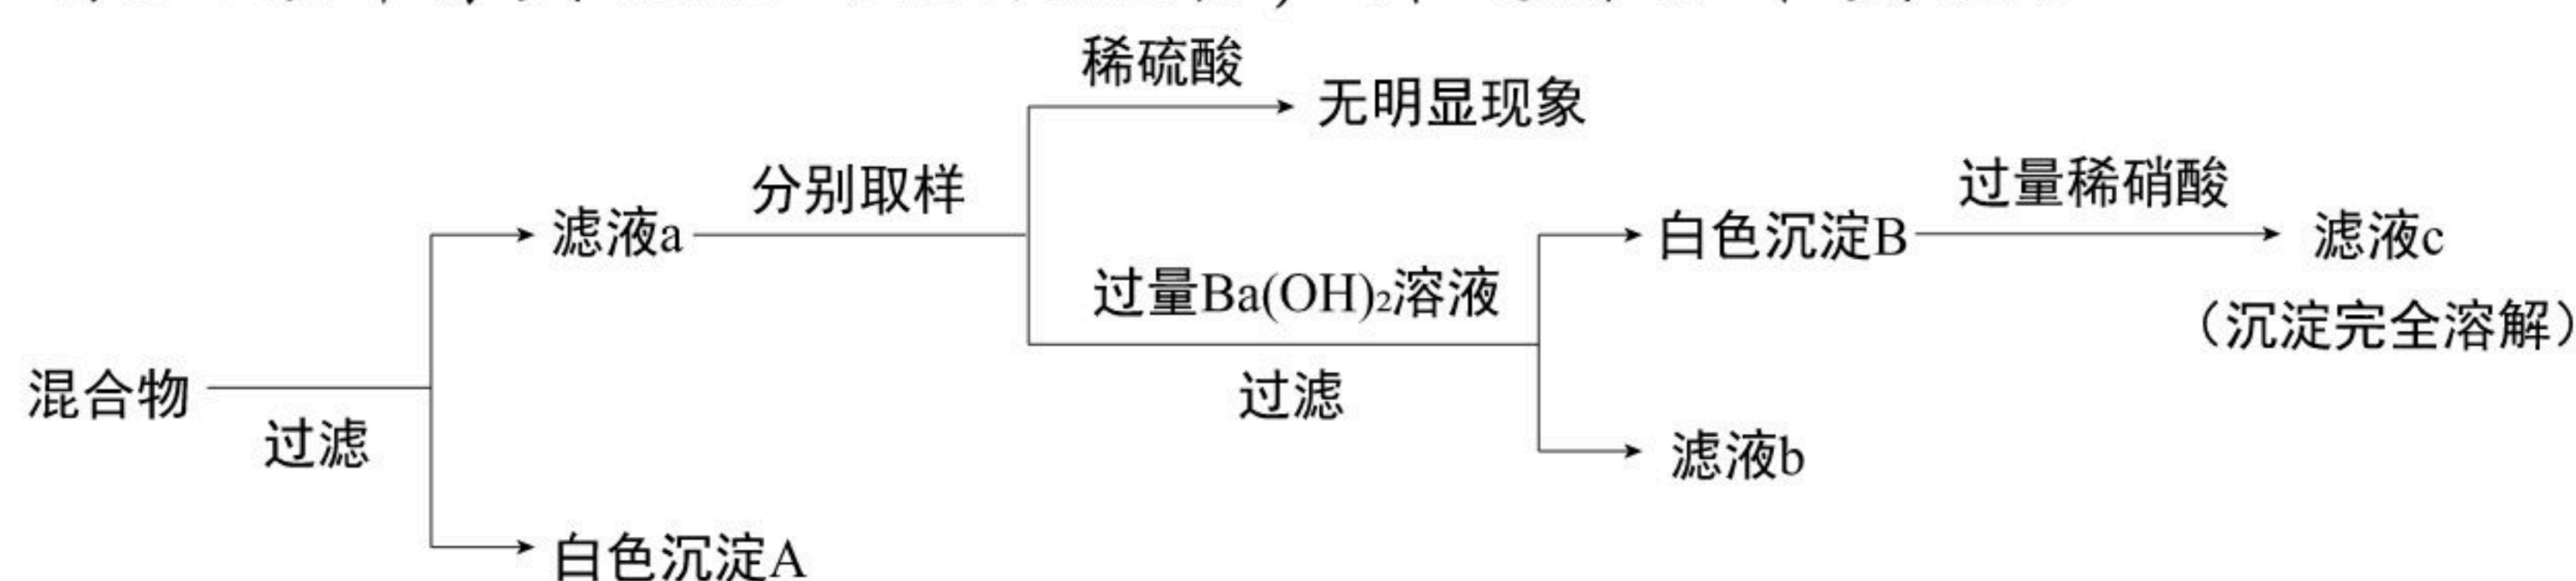 稀硫酸
无明显现象
分别取样
滤液a
过量Ba(OH)₂溶液
过滤
白色沉淀B
过量稀硝酸
滤液c
(沉淀完全溶解)
滤液b
混合物
过滤
白色沉淀A